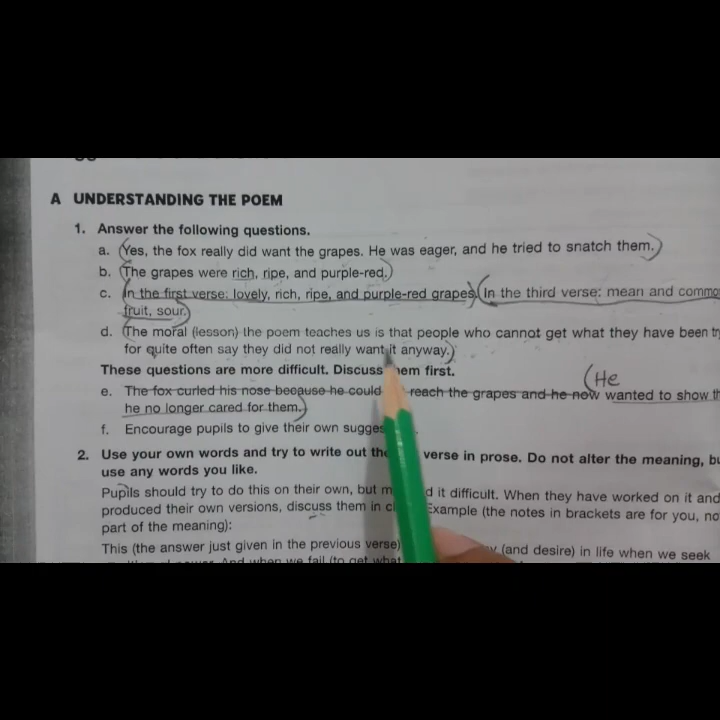 A UNDERSTANDING THE POEM
1. Answer the following questions.
a. (Yes, the fox really did want the grapes. He was eager, and he tried to snatch them.)
b. (The grapes were rich, ripe, and purple-red.)
c. (In the first verse: lovely, rich, ripe, and purple-red grapes) (In the third verse: mean and commo
fruit, sour.)
d. (The moral (lesson) the poem teaches us is that people who cannot get what they have been t
for quite often say they did not really want it anyway.)
These questions are more difficult. Discuss hem first.
(He
e. The fox curled his nose because he could reach the grapes and he now wanted to show t
he no longer cared for them.)
f. Encourage pupils to give their own sugges
2. Use your own words and try to write out the verse in prose. Do not alter the meaning, b
use any words you like.
Pupils should try to do this on their own, but m d it difficult. When they have worked on it and
produced their own versions, discuss them in cl Example (the notes in brackets are for you, no
part of the meaning):
This (the answer just given in the previous verse) (and desire) in life when we seek
And when we fail (to get what